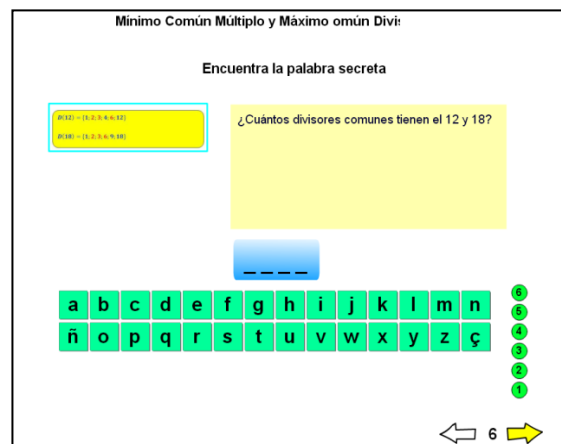 Mínimo Común Múltiplo y Máximo omún Divis
Encuentra la palabra secreta
D(12) = {1; 2; 3; 4; 6; 12}
D(18) = {1; 2; 3; 6; 9; 18}
¿Cuántos divisores comunes tienen el 12 y 18?
_ _ _ _
a b c d e f g h i j k l m n
ñ o p q r s t u v w x y z ç
6
5
4
3
2
1
6